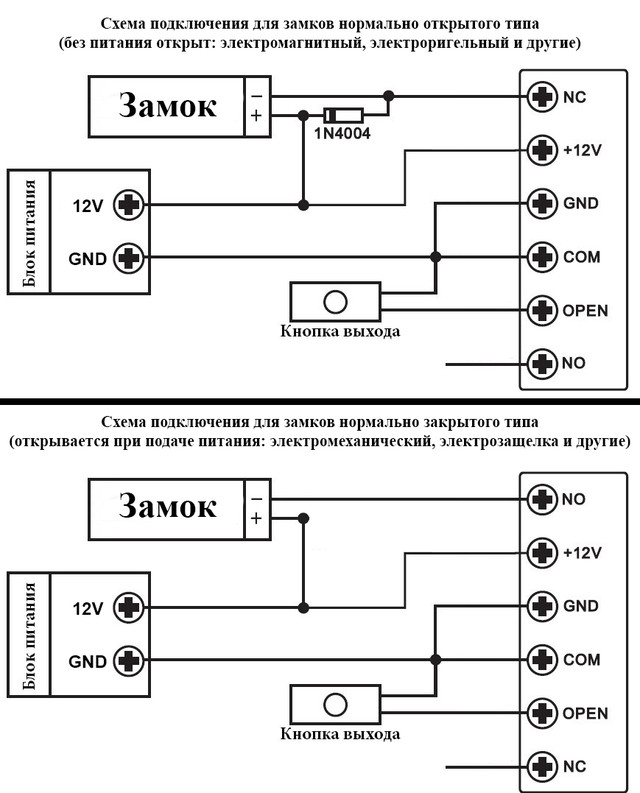 Схема подключения для замков нормально открытого типа
(без питания открыт: электромагнитный, электроригельный и другие)
Замок
−
+
1N4004
NC
+12V
GND
COM
OPEN
NO
Блок питания
12V
GND
Кнопка выхода
Схема подключения для замков нормально закрытого типа
(открывается при подаче питания: электромеханический, электрозащелка и другие)
Замок
−
+
NO
+12V
GND
COM
OPEN
NC
Блок питания
12V
GND
Кнопка выхода